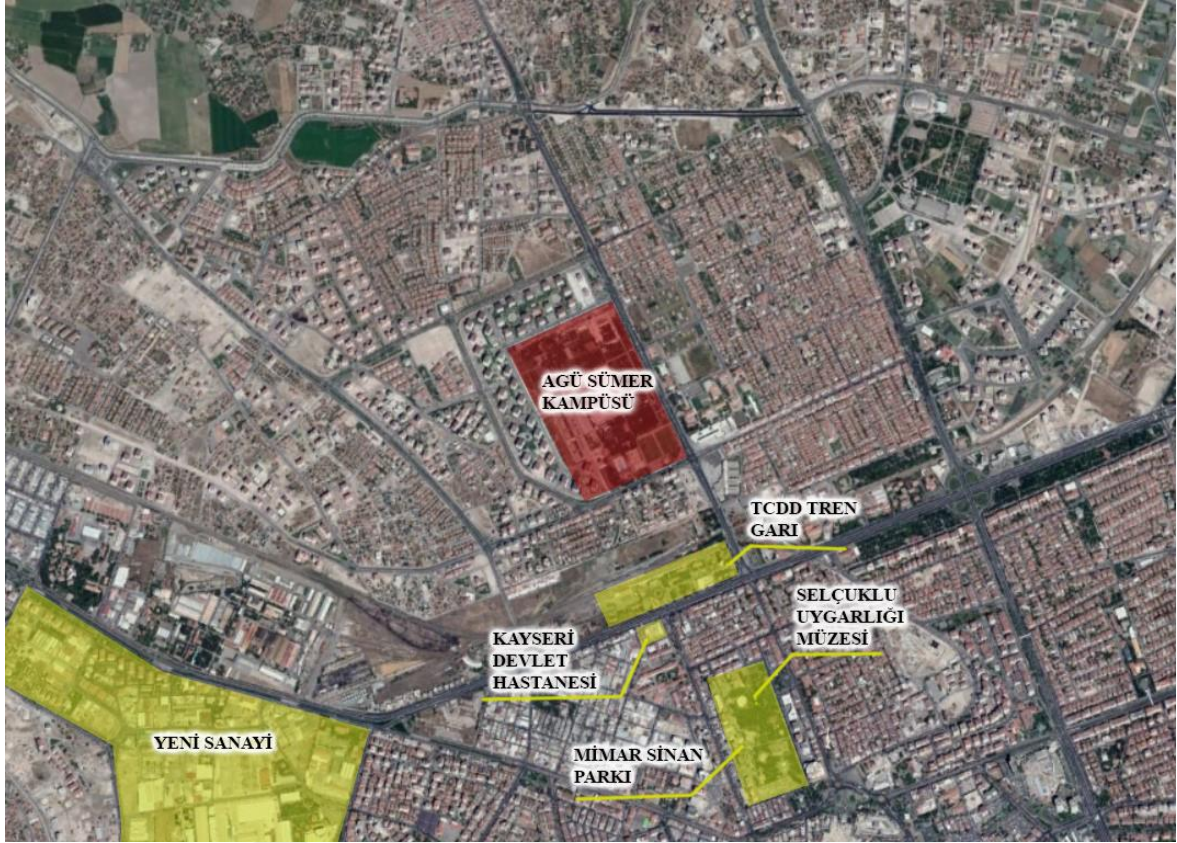 AGÜ SÜMER
KAMPÜSÜ
TCDD TREN
GARI
SELÇUKLU
UYGARLIĞI
MÜZESİ
KAYSERİ
DEVLET
HASTANESİ
YENİ SANAYİ
MİMAR SİNAN
PARKI